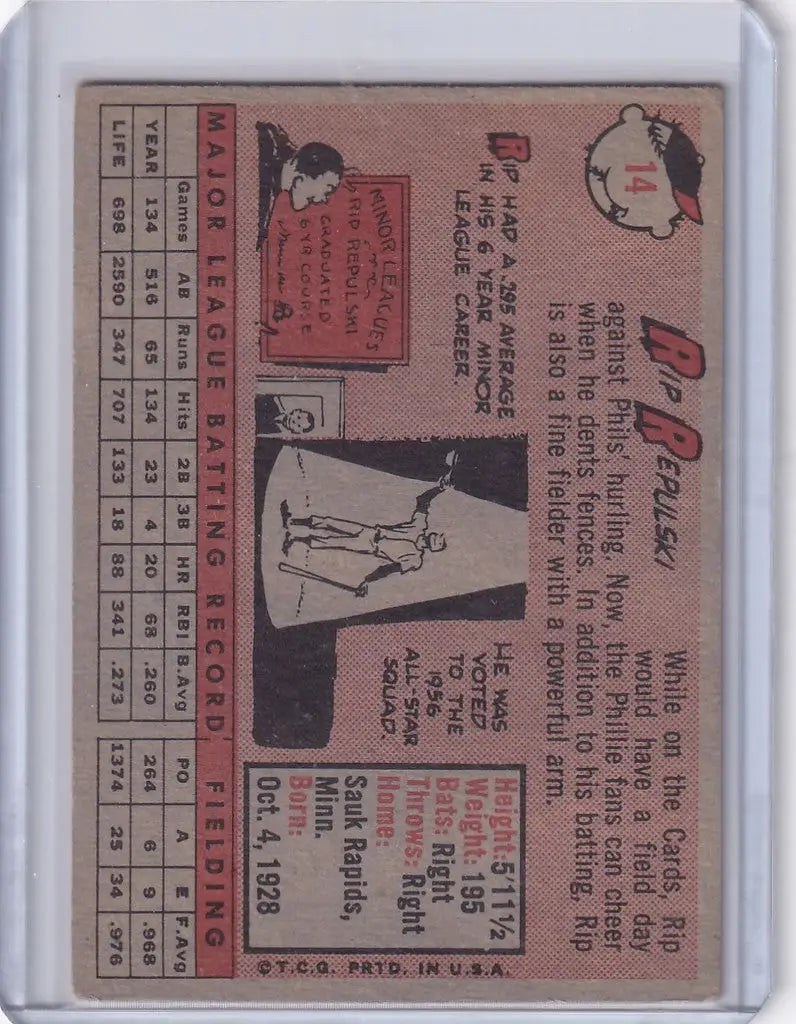 14
RIP REPULSKI
While on the Cards, Rip
would have a field day
against Phils' hurling. Now, the Phillie fans can cheer
when he dents fences. In addition to his batting, Rip
is also a fine fielder with a powerful arm.
RIP HAD A .295 AVERAGE
IN HIS 6 YEAR MINOR
LEAGUE CAREER.
MINOR LEAGUES
RIP REPULSKI
GRADUATED
6 YR COURSE
HE WAS
VOTED
TO THE
1956
ALL-STAR
SQUAD.
Height: 5'11½
Weight: 195
Bats: Right
Throws: Right
Home:
Sauk Rapids,
Minn.
Born:
Oct. 4, 1928
©T.C.G. PRTD. IN U.S.A.
MAJOR LEAGUE BATTING RECORD FIELDING
Games AB Runs Hits 2B 3B HR RBI B.Avg PO A E F.Avg
YEAR 134 516 65 134 23 4 20 68 .260 264 6 9 .968
LIFE 698 2590 347 707 133 18 88 341 .273 1374 25 34 .976